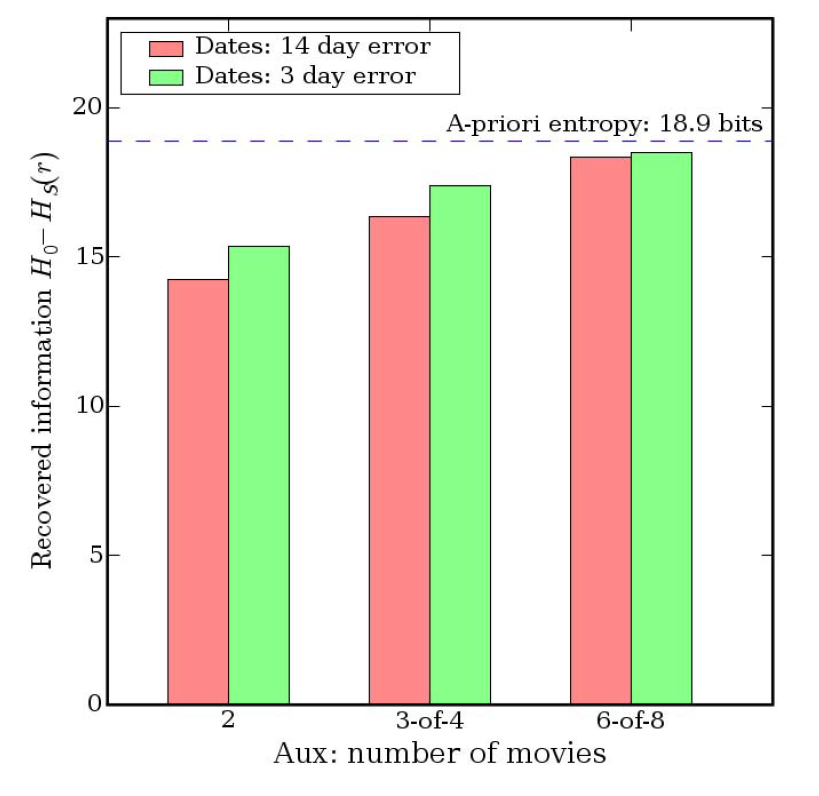 Dates: 14 day error
Dates: 3 day error
A-priori entropy: 18.9 bits
20
15
10
5
0
Recovered information H₀– H_S(r)
2 3-of-4 6-of-8
Aux: number of movies